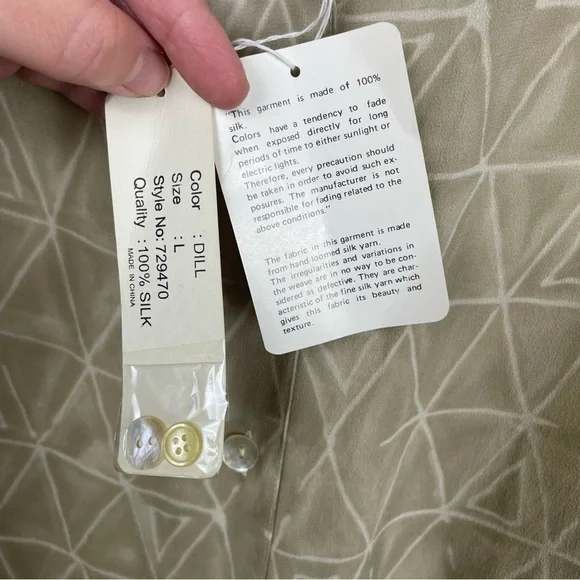 Color : DILL
Size : L
Style No: 729470
Quality : 100% SILK
MADE IN CHINA
"This garment is made of 100%
silk.
Colors have a tendency to fade
when exposed directly for long
periods of time to either sunlight or
electric lights.
Therefore, every precaution should
be taken in order to avoid such ex-
posures. The manufacturer is not
responsible for fading related to the
above conditions."
The fabric in this garment is made
from hand loomed silk yarn.
The irregularities and variations in
the weave are in no way to be con-
sidered as defective. They are char-
acteristic of the fine silk yarn which
gives this fabric its beauty and
texture.